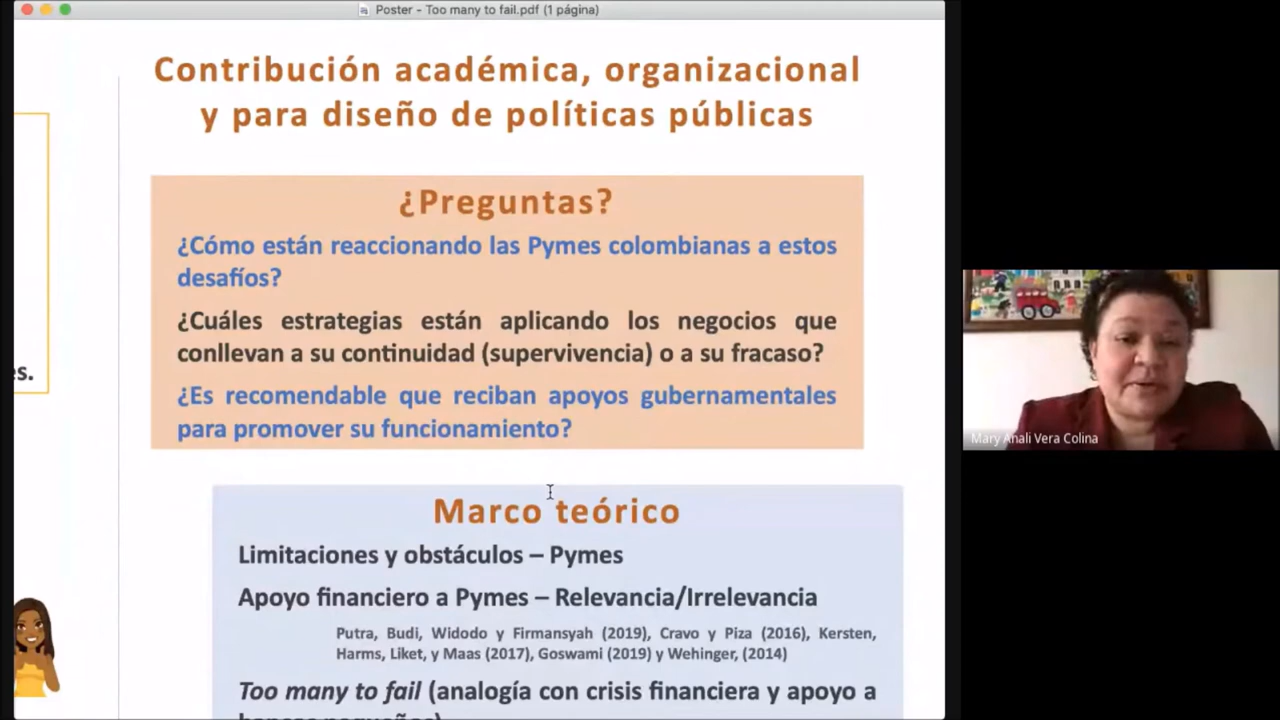 Poster - Too many to fail.pdf (1 página)
Contribución académica, organizacional
y para diseño de políticas públicas
¿Preguntas?
¿Cómo están reaccionando las Pymes colombianas a estos
desafíos?
¿Cuáles estrategias están aplicando los negocios que
conllevan a su continuidad (supervivencia) o a su fracaso?
¿Es recomendable que reciban apoyos gubernamentales
para promover su funcionamiento?
es.
Marco teórico
Limitaciones y obstáculos – Pymes
Apoyo financiero a Pymes – Relevancia/Irrelevancia
Putra, Budi, Widodo y Firmansyah (2019), Cravo y Piza (2016), Kersten,
Harms, Liket, y Maas (2017), Goswami (2019) y Wehinger, (2014)
Too many to fail (analogía con crisis financiera y apoyo a
bancos pequeños)
Mary Anali Vera Colina